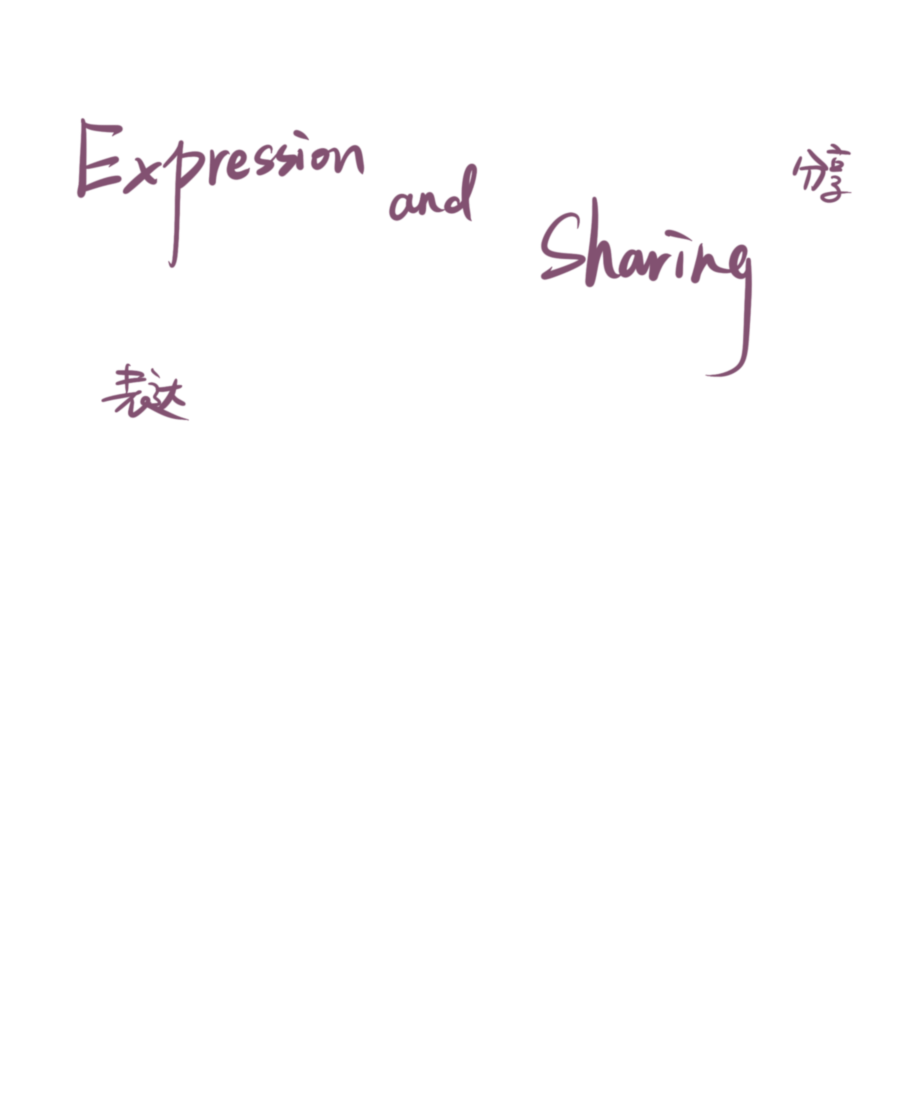 Expression and Sharing
分享
表达